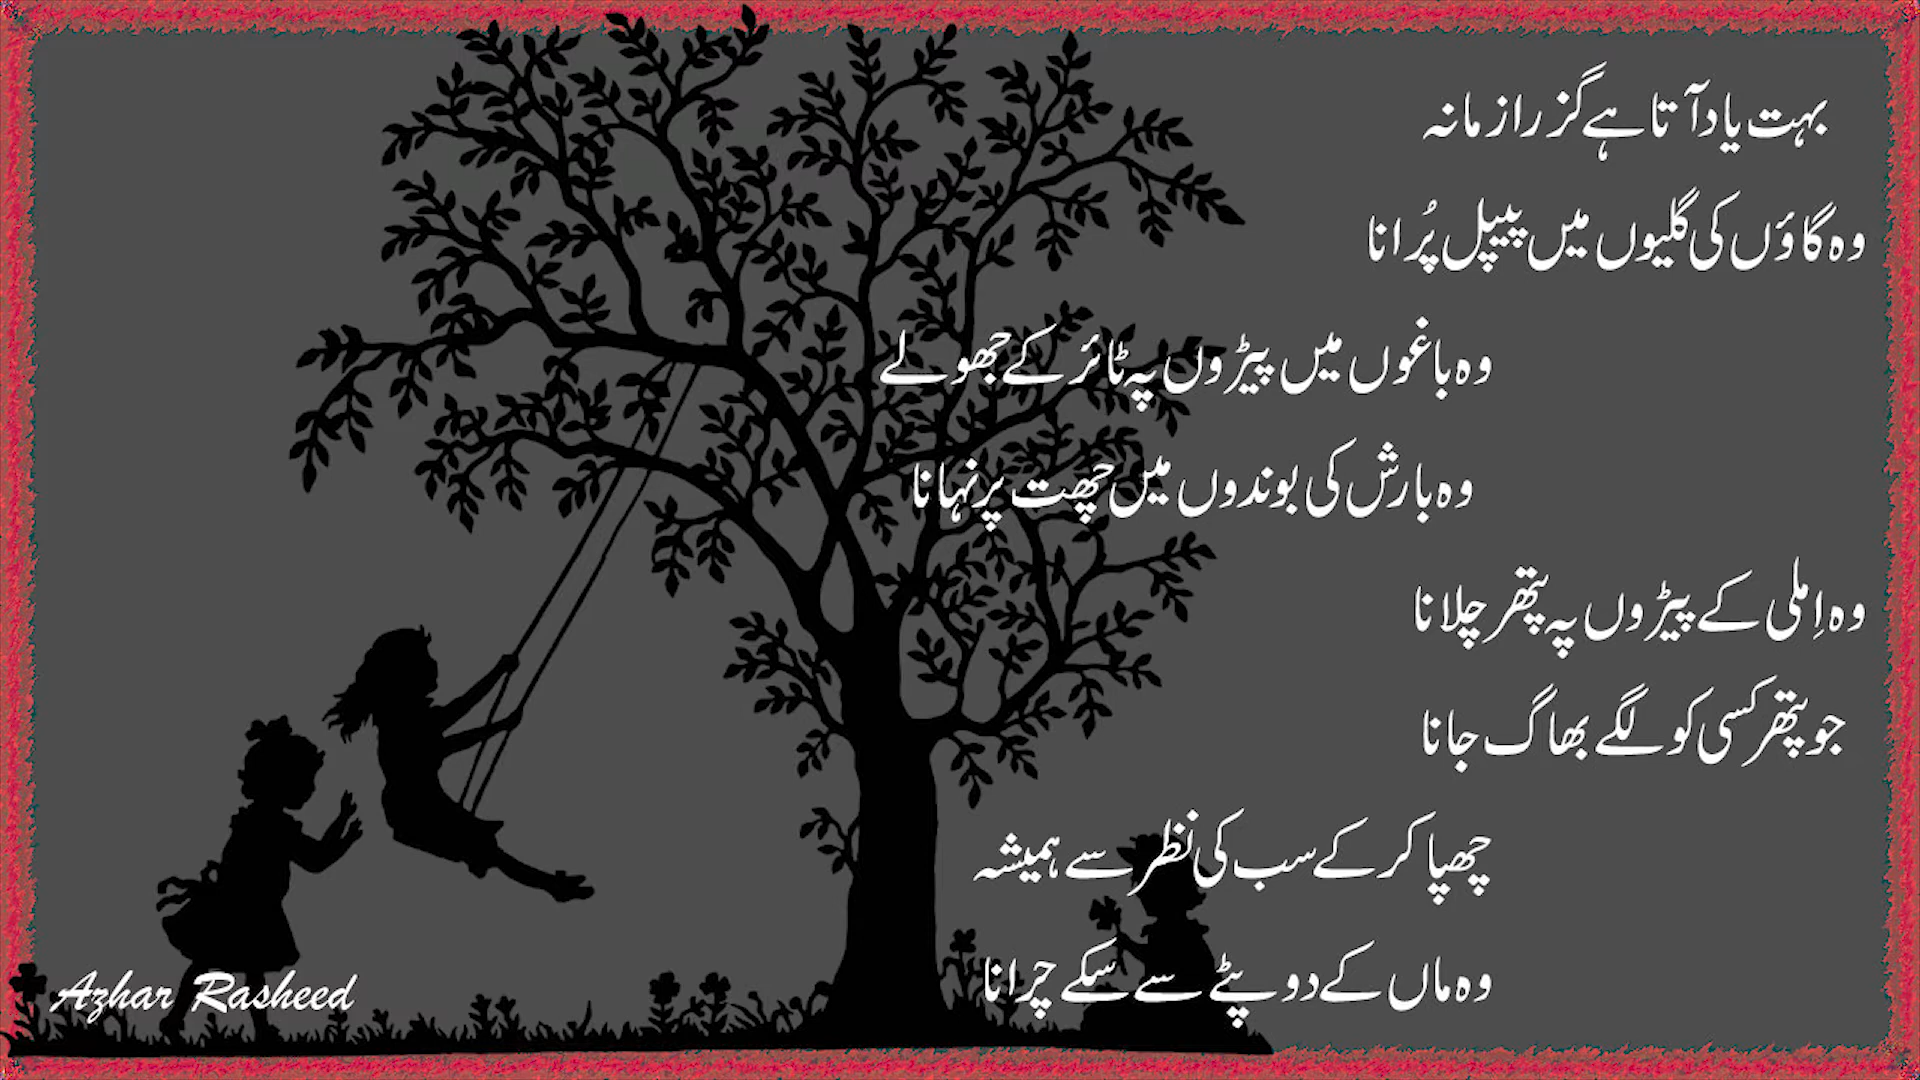 بہت یاد آتا ہے گزرا زمانہ
وہ گاؤں کی گلیوں میں پیپل پُرانا
وہ باغوں میں پیڑوں پہ ٹائر کے جھولے
وہ بارش کی بوندوں میں چھت پر نہانا
وہ اِملی کے پیڑوں پہ پتھر چلانا
جو پتھر کسی کو لگے بھاگ جانا
چھپا کر کے سب کی نظر سے ہمیشہ
وہ ماں کے دوپٹے سے سکے چرانا
Azhar Rasheed